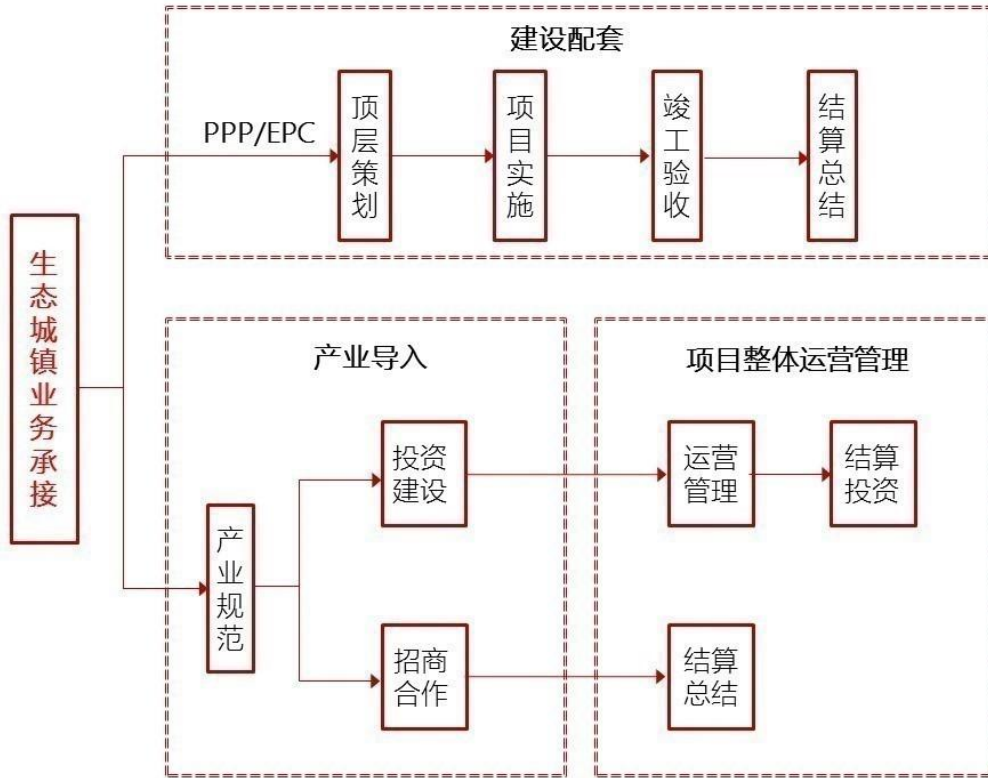 建设配套
PPP/EPC
顶层策划
项目实施
竣工验收
结算总结
生态城镇业务承接
产业导入
产业规范
投资
建设
招商
合作
项目整体运营管理
运营
管理
结算
投资
结算
总结